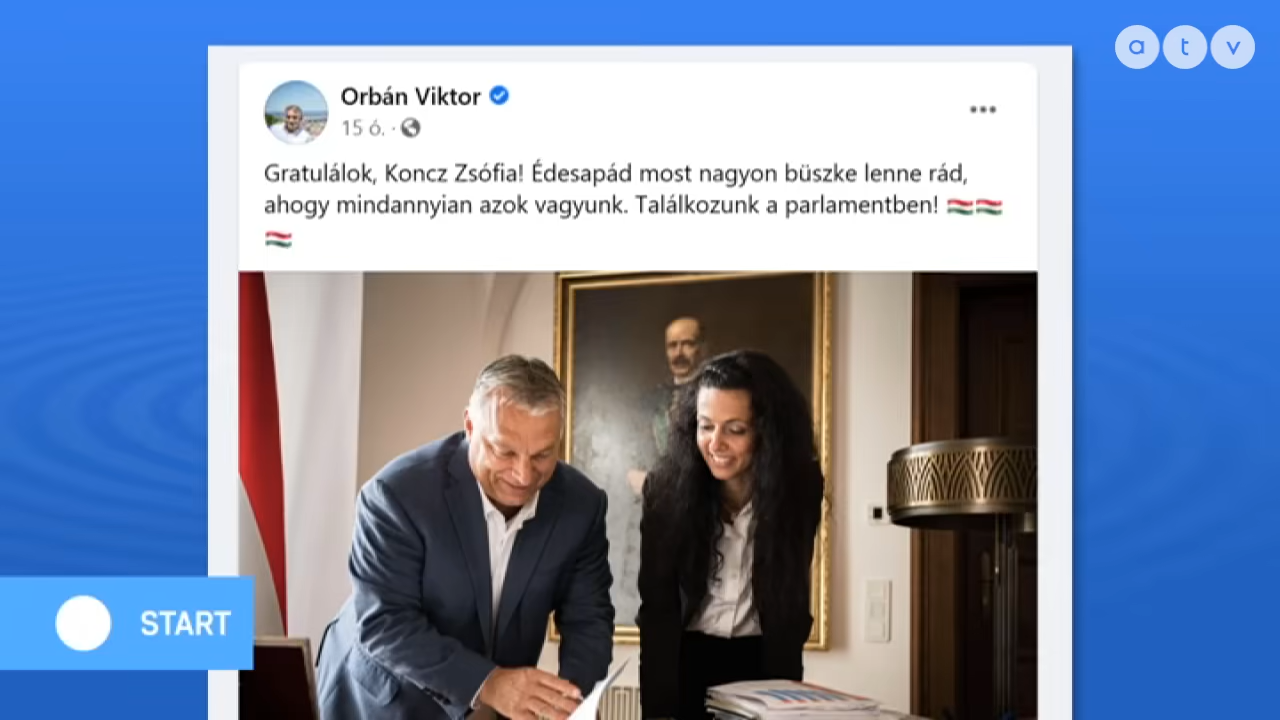 atv
Orbán Viktor
15 ó. ·
Gratulálok, Koncz Zsófia! Édesapád most nagyon büszke lenne rád,
ahogy mindannyian azok vagyunk. Találkozunk a parlamentben! 🇭🇺🇭🇺
🇭🇺
START